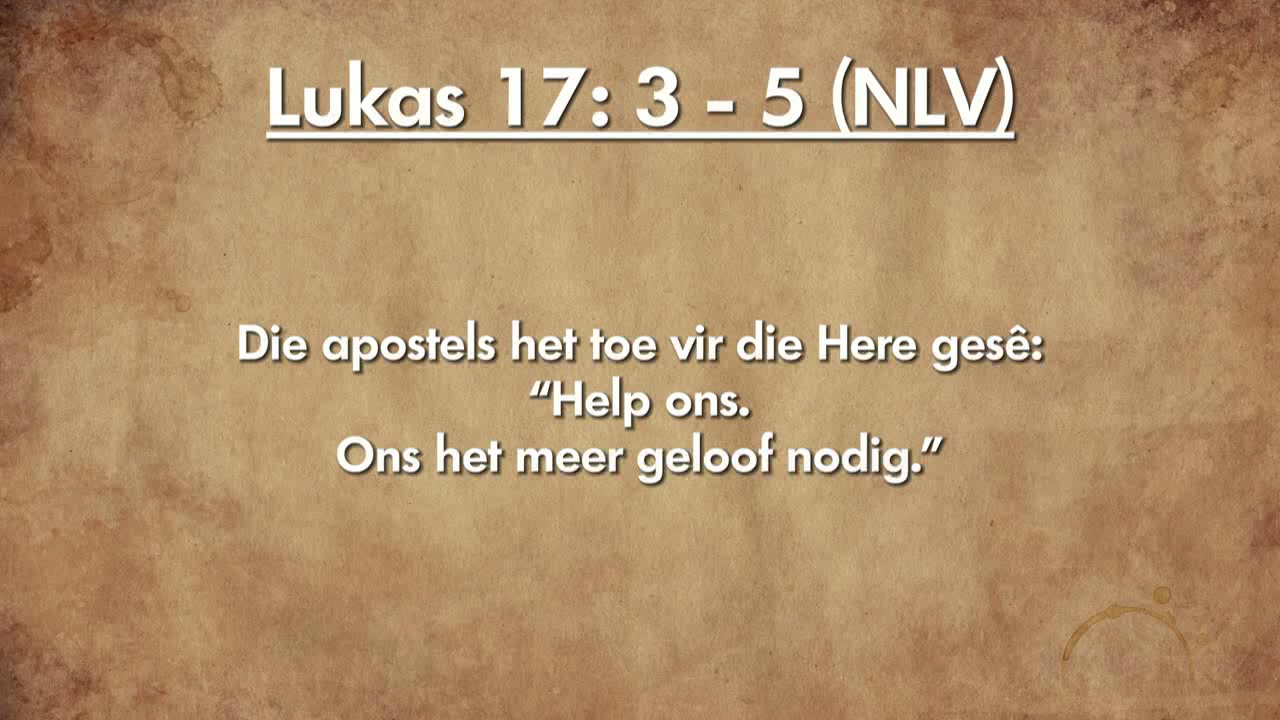 Lukas 17: 3 - 5 (NLV)
Die apostels het toe vir die Here gesê:
“Help ons.
Ons het meer geloof nodig.”